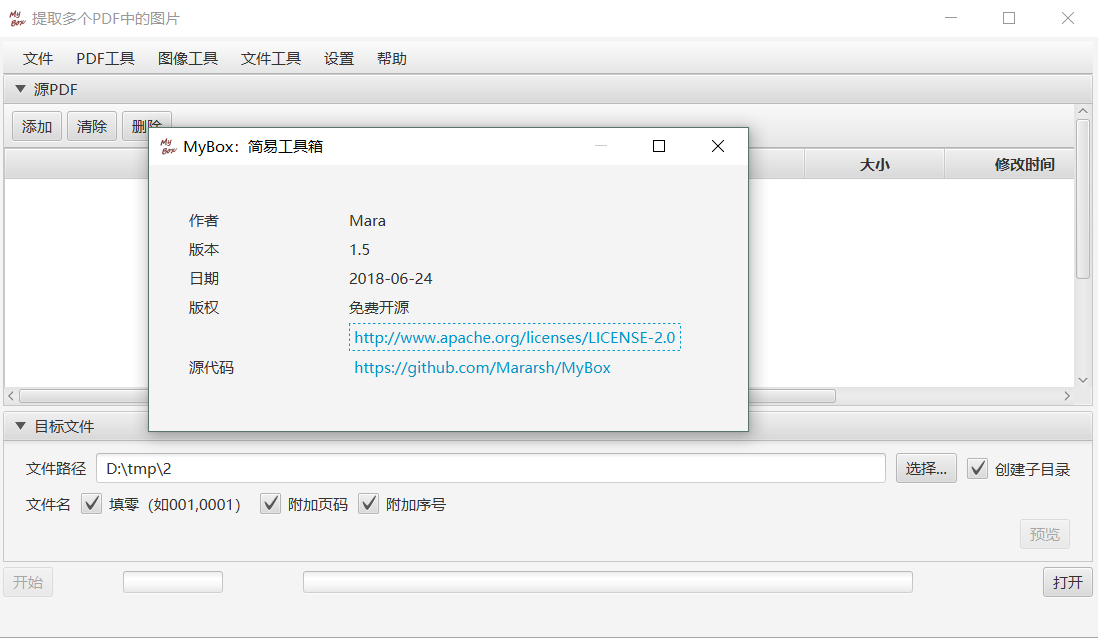 My Box 提取多个PDF中的图片
文件 PDF工具 图像工具 文件工具 设置 帮助
源PDF
添加 清除 删除
My Box MyBox：简易工具箱
大小 修改时间
作者 Mara
版本 1.5
日期 2018-06-24
版权 免费开源
http://www.apache.org/licenses/LICENSE-2.0
源代码 https://github.com/Mararsh/MyBox
目标文件
文件路径 D:\tmp\2 选择... 创建子目录
文件名 填零（如001,0001） 附加页码 附加序号
预览
开始 打开